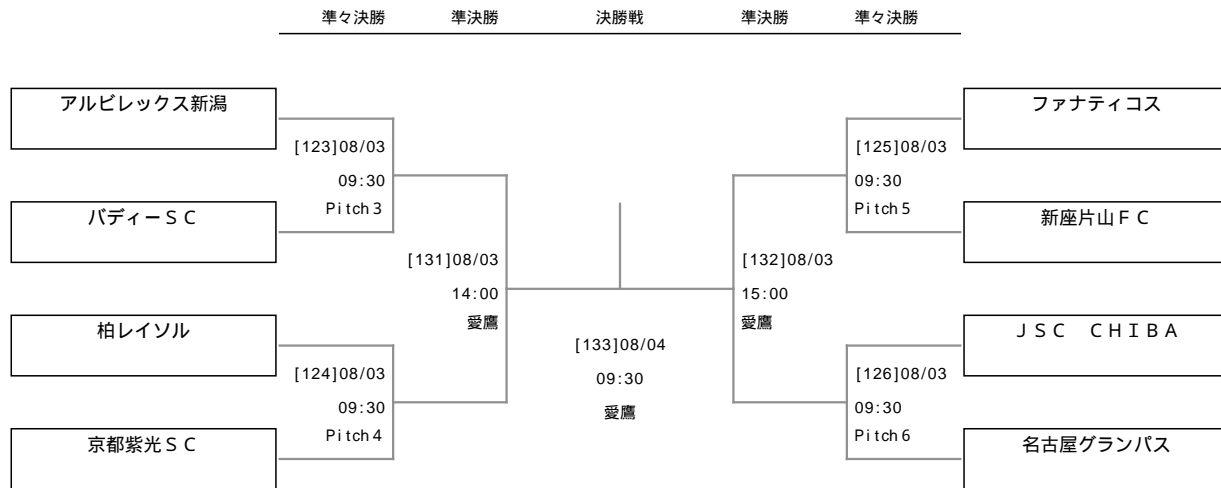 準々決勝 準決勝 決勝戦 準決勝 準々決勝
アルビレックス新潟
ファナティコス
[123]08/03
09:30
Pitch3
[125]08/03
09:30
Pitch5
バディーＳＣ
新座片山ＦＣ
[131]08/03
14:00
愛鷹
[132]08/03
15:00
愛鷹
柏レイソル
ＪＳＣ　ＣＨＩＢＡ
[133]08/04
09:30
愛鷹
[124]08/03
09:30
Pitch4
[126]08/03
09:30
Pitch6
京都紫光ＳＣ
名古屋グランパス